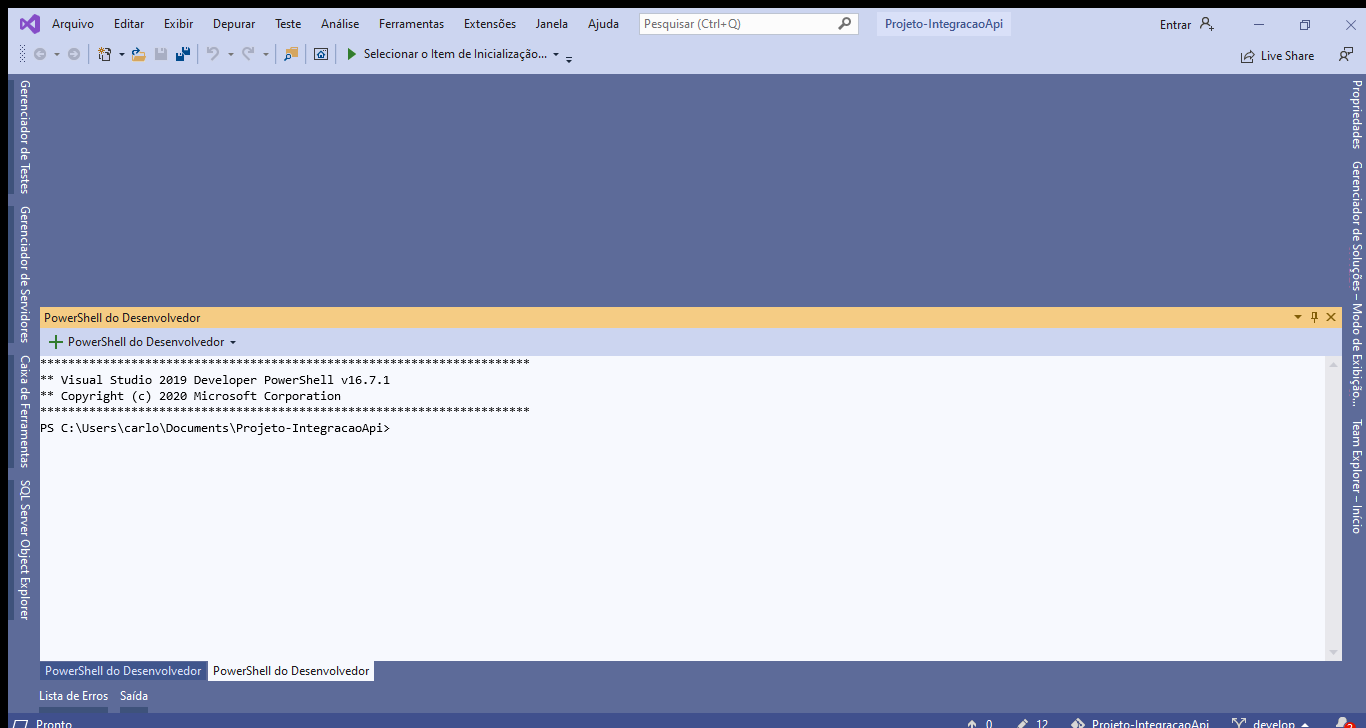 Arquivo Editar Exibir Depurar Teste Análise Ferramentas Extensões Janela Ajuda Pesquisar (Ctrl+Q) Projeto-IntegracaoApi Entrar
Selecionar o Item de Inicialização... Live Share
Gerenciador de Testes
Gerenciador de Servidores
Caixa de Ferramentas
SQL Server Object Explorer
PowerShell do Desenvolvedor
PowerShell do Desenvolvedor
**********************************************************************
** Visual Studio 2019 Developer PowerShell v16.7.1
** Copyright (c) 2020 Microsoft Corporation
**********************************************************************
PS C:\Users\carlo\Documents\Projeto-IntegracaoApi>
Propriedades
Gerenciador de Soluções – Modo de Exibição...
Team Explorer – Início
PowerShell do Desenvolvedor PowerShell do Desenvolvedor
Lista de Erros Saída
Pronto 0 12 Projeto-IntegracaoApi develop 2